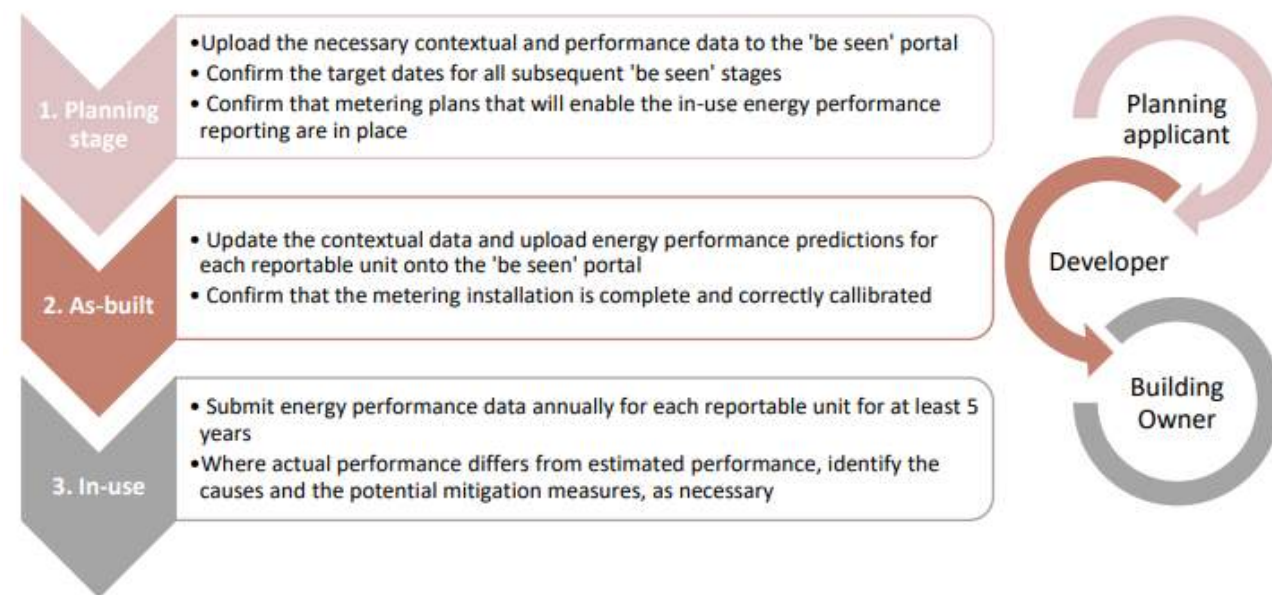 •Upload the necessary contextual and performance data to the 'be seen' portal
• Confirm the target dates for all subsequent 'be seen' stages
• Confirm that metering plans that will enable the in-use energy performance
reporting are in place
1. Planning
stage
Planning
applicant
• Update the contextual data and upload energy performance predictions for
each reportable unit onto the 'be seen' portal
• Confirm that the metering installation is complete and correctly callibrated
2. As-built
Developer
• Submit energy performance data annually for each reportable unit for at least 5
years
•Where actual performance differs from estimated performance, identify the
causes and the potential mitigation measures, as necessary
3. In-use
Building
Owner